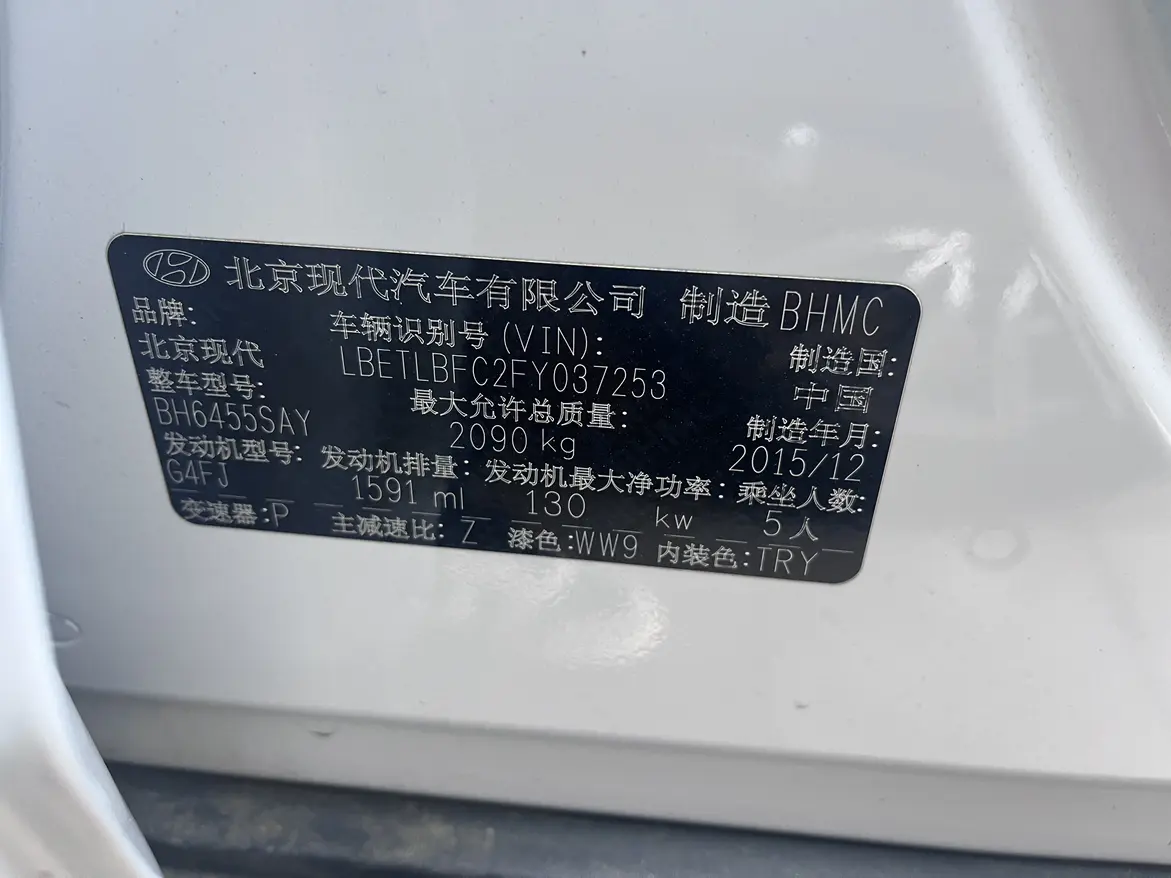 北京现代汽车有限公司 制造 BHMC
品牌: 车辆识别号 (VIN): 制造国:
北京现代 LBETLBFC2FY037253 中国
整车型号: 最大允许总质量: 制造年月:
BH6455SAY 2090 kg 2015/12
发动机型号: 发动机排量: 发动机最大净功率: 乘坐人数:
G4FJ 1591 ml 130 kw 5人
变速器:P 主减速比: Z 漆色:WW9 内装色:TRY